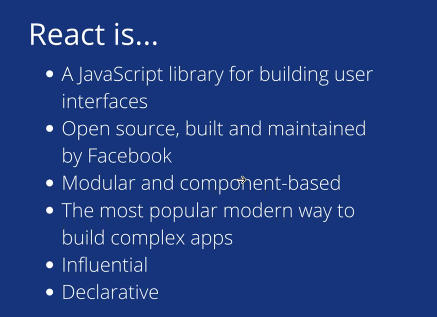 React is...
• A JavaScript library for building user
interfaces
• Open source, built and maintained
by Facebook
• Modular and component-based
• The most popular modern way to
build complex apps
• Influential
• Declarative